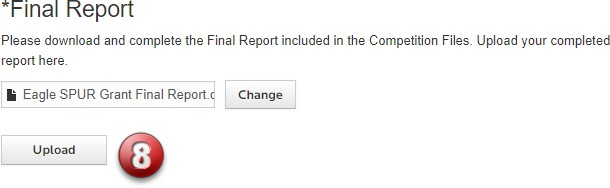 *Final Report
Please download and complete the Final Report included in the Competition Files. Upload your completed
report here.
Eagle SPUR Grant Final Report.d Change
Upload 8